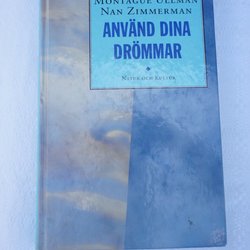 MONTAGUE ULLMAN
NAN ZIMMERMAN
ANVÄND DINA
DRÖMMAR
NATUR OCH KULTUR